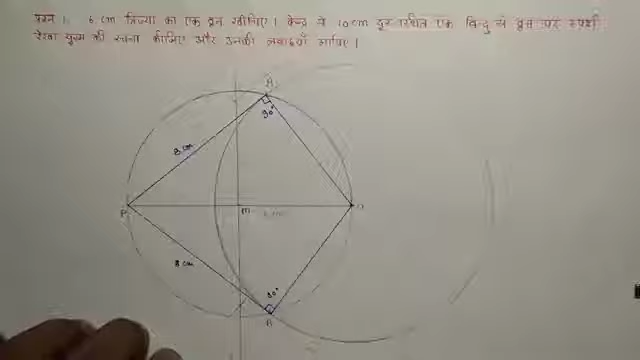 प्रश्न 1. 6 cm त्रिज्या का एक वृत्त खींचिए। केन्द्र से 10 cm दूर स्थित एक बिन्दु से वृत्त पर स्पर्श
रेखा युग्म की रचना कीजिए और उनकी लंबाइयाँ मापिए।
A
90°
8 cm
P
m
O
8 cm
90°
B